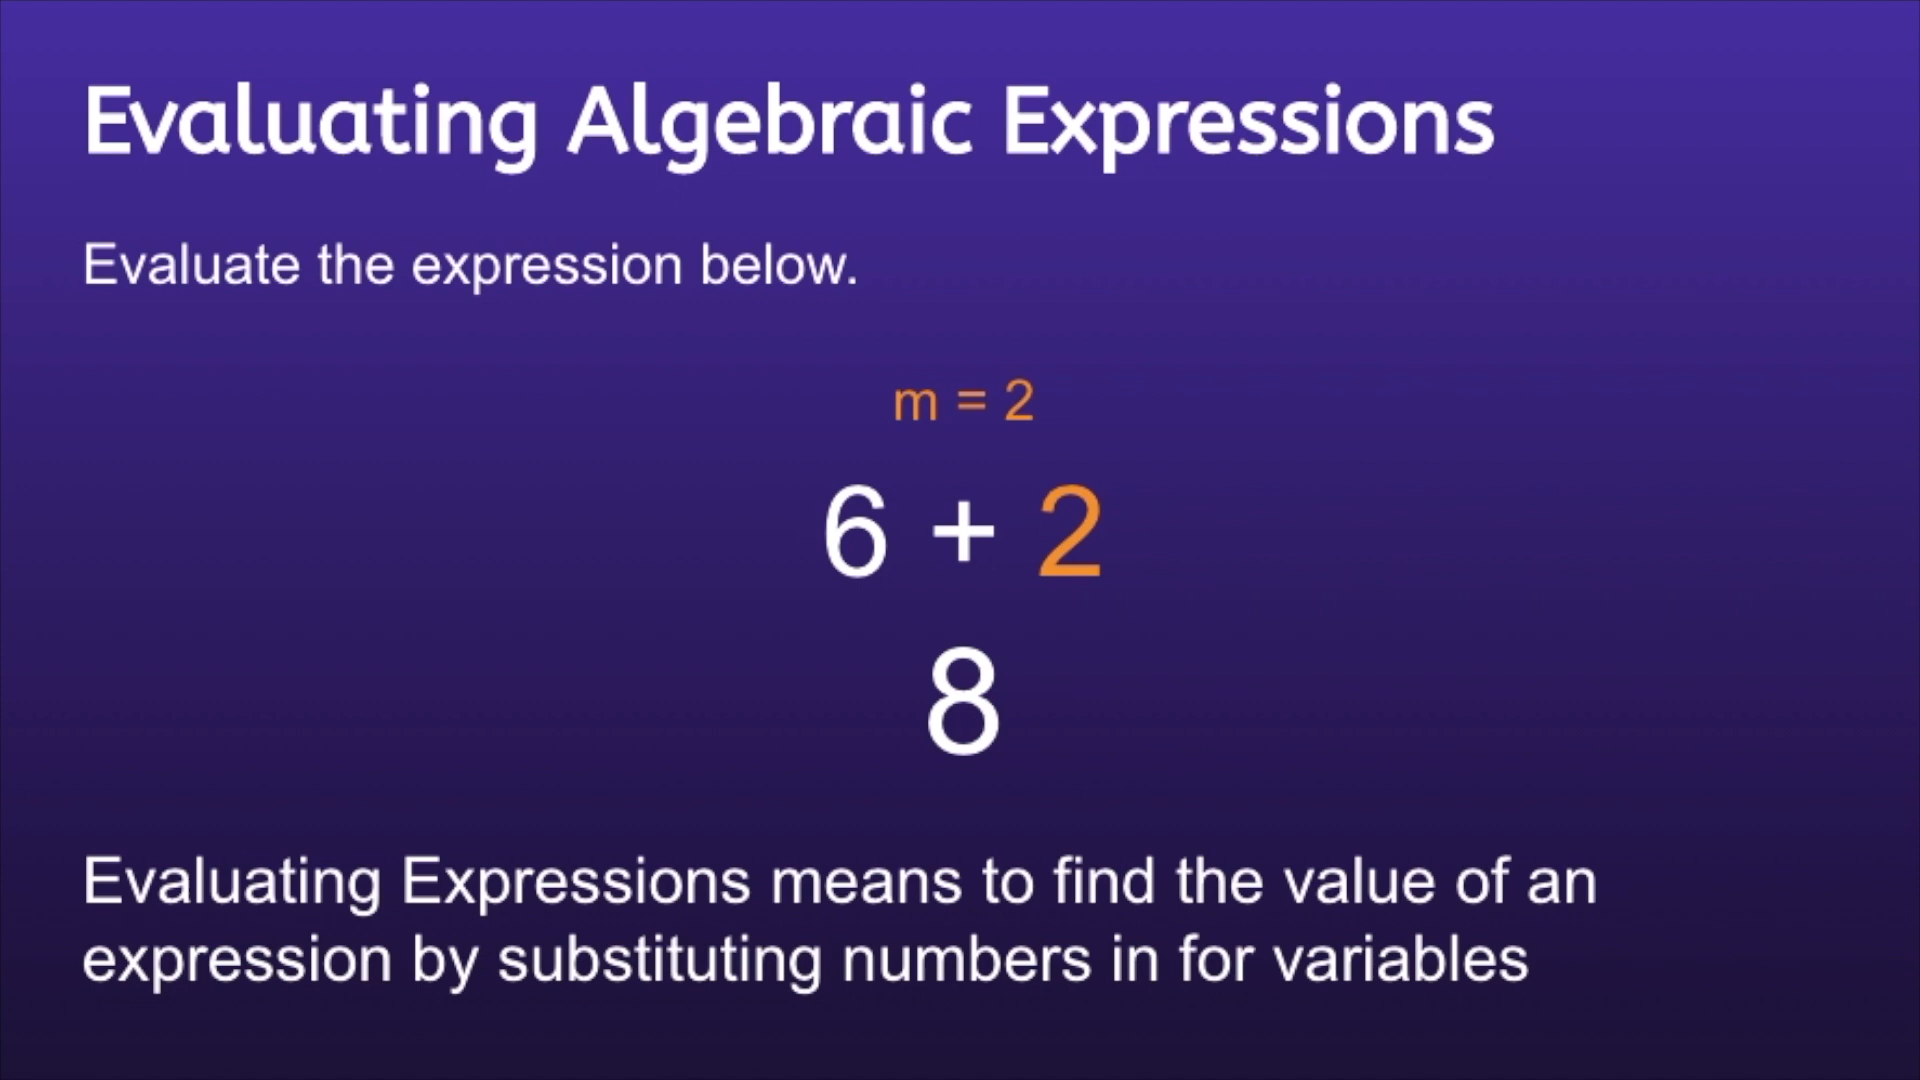 Evaluating Algebraic Expressions
Evaluate the expression below.
m = 2
6 + 2
8
Evaluating Expressions means to find the value of an
expression by substituting numbers in for variables